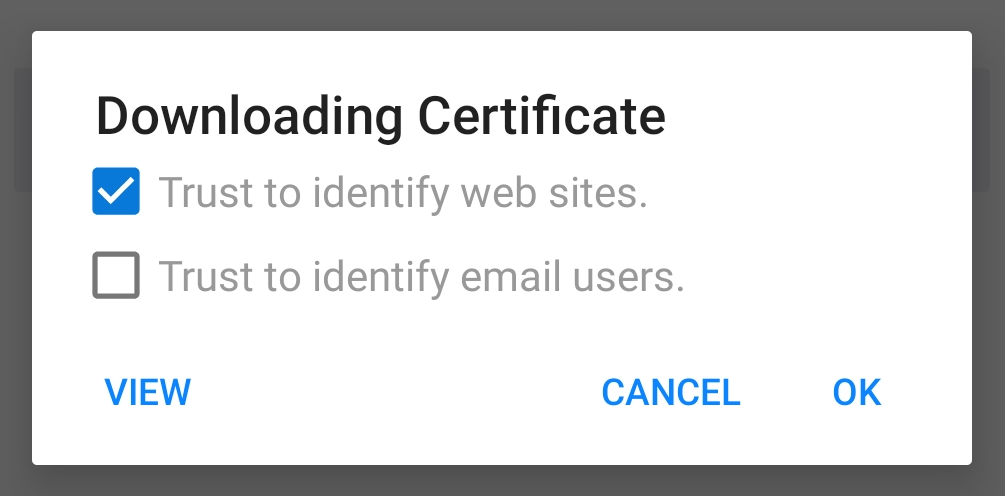 Downloading Certificate
Trust to identify web sites.
Trust to identify email users.
VIEW CANCEL OK